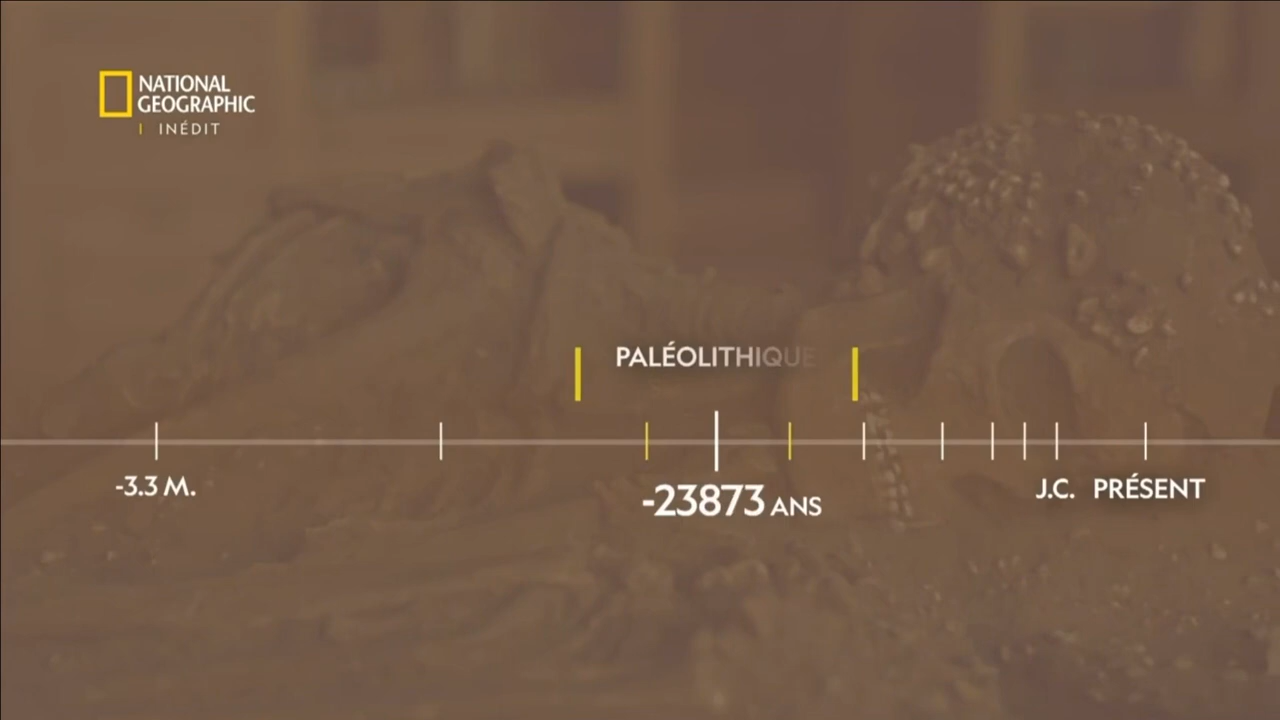 NATIONAL
GEOGRAPHIC
INÉDIT
PALÉOLITHIQUE
-3.3 M.
-23873 ANS
J.C.
PRÉSENT